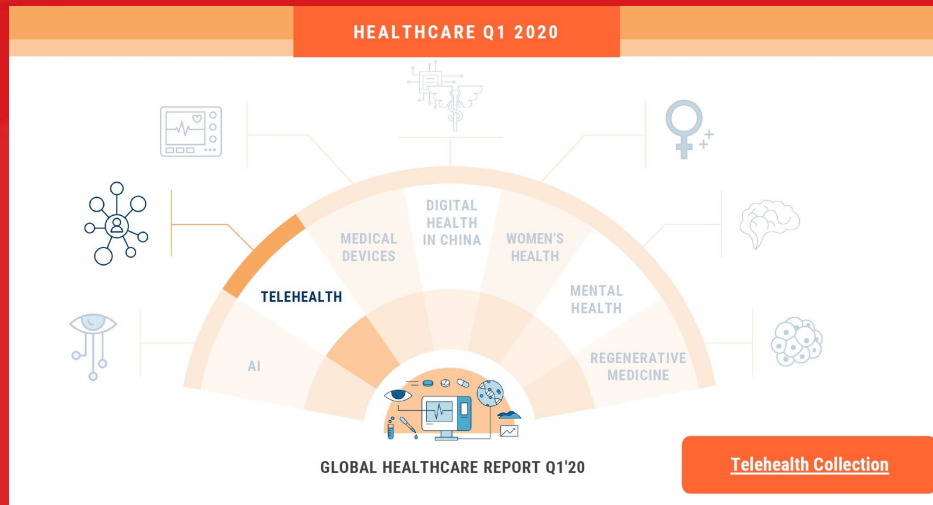 HEALTHCARE Q1 2020
DIGITAL
HEALTH
IN CHINA
MEDICAL
DEVICES
WOMEN'S
HEALTH
TELEHEALTH
MENTAL
HEALTH
AI
REGENERATIVE
MEDICINE
GLOBAL HEALTHCARE REPORT Q1'20
Telehealth Collection